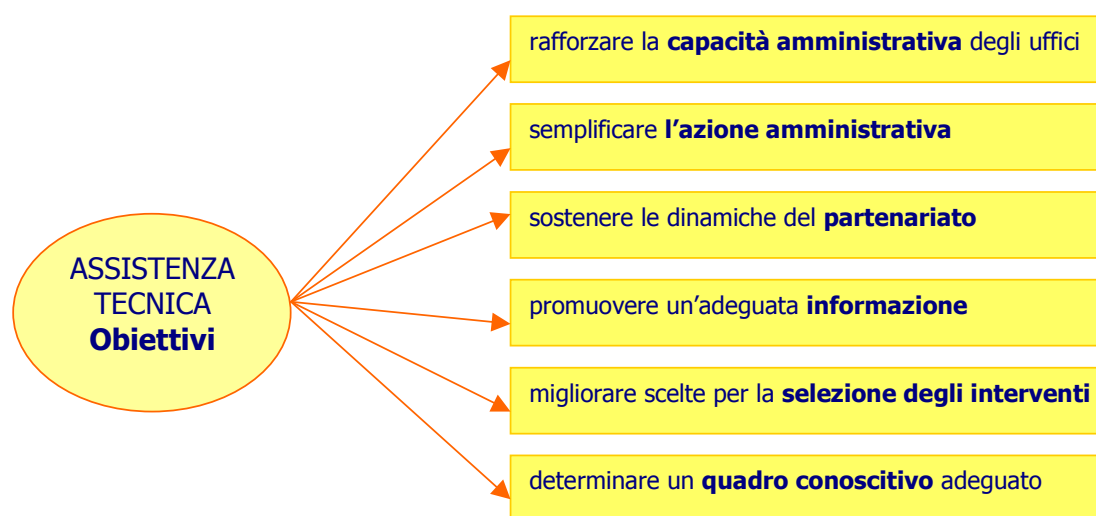 rafforzare la capacità amministrativa degli uffici
semplificare l’azione amministrativa
sostenere le dinamiche del partenariato
ASSISTENZA
TECNICA
Obiettivi
promuovere un’adeguata informazione
migliorare scelte per la selezione degli interventi
determinare un quadro conoscitivo adeguato